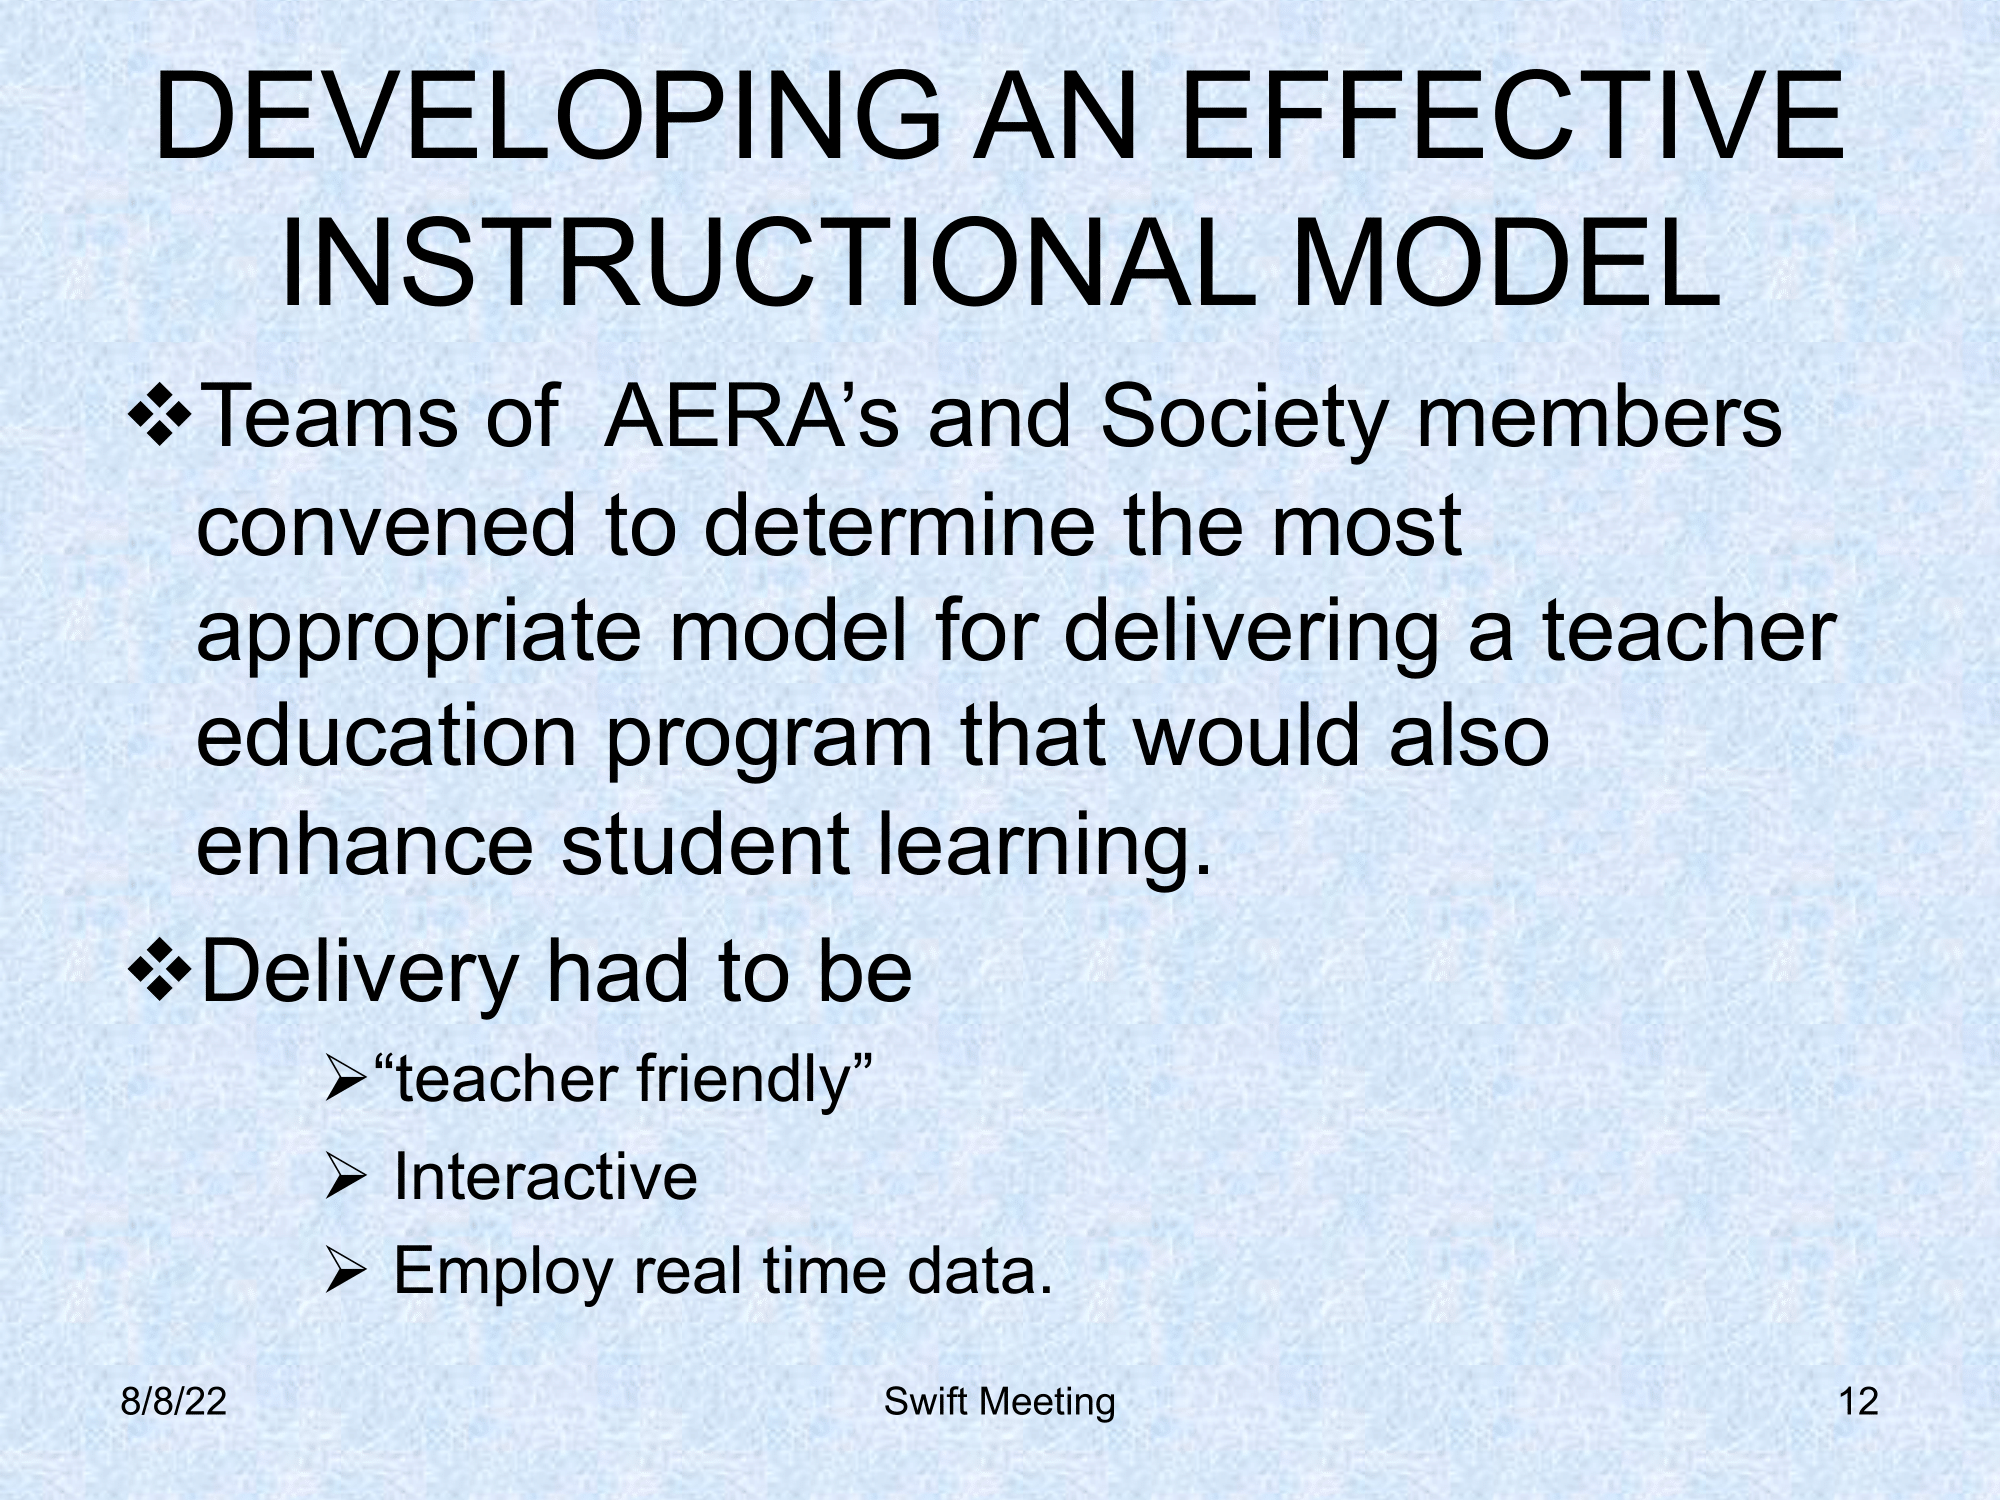 DEVELOPING AN EFFECTIVE
INSTRUCTIONAL MODEL
❖Teams of  AERA’s and Society members
convened to determine the most
appropriate model for delivering a teacher
education program that would also
enhance student learning.
❖Delivery had to be
➢“teacher friendly”
➢ Interactive
➢ Employ real time data.
8/8/22 Swift Meeting 12